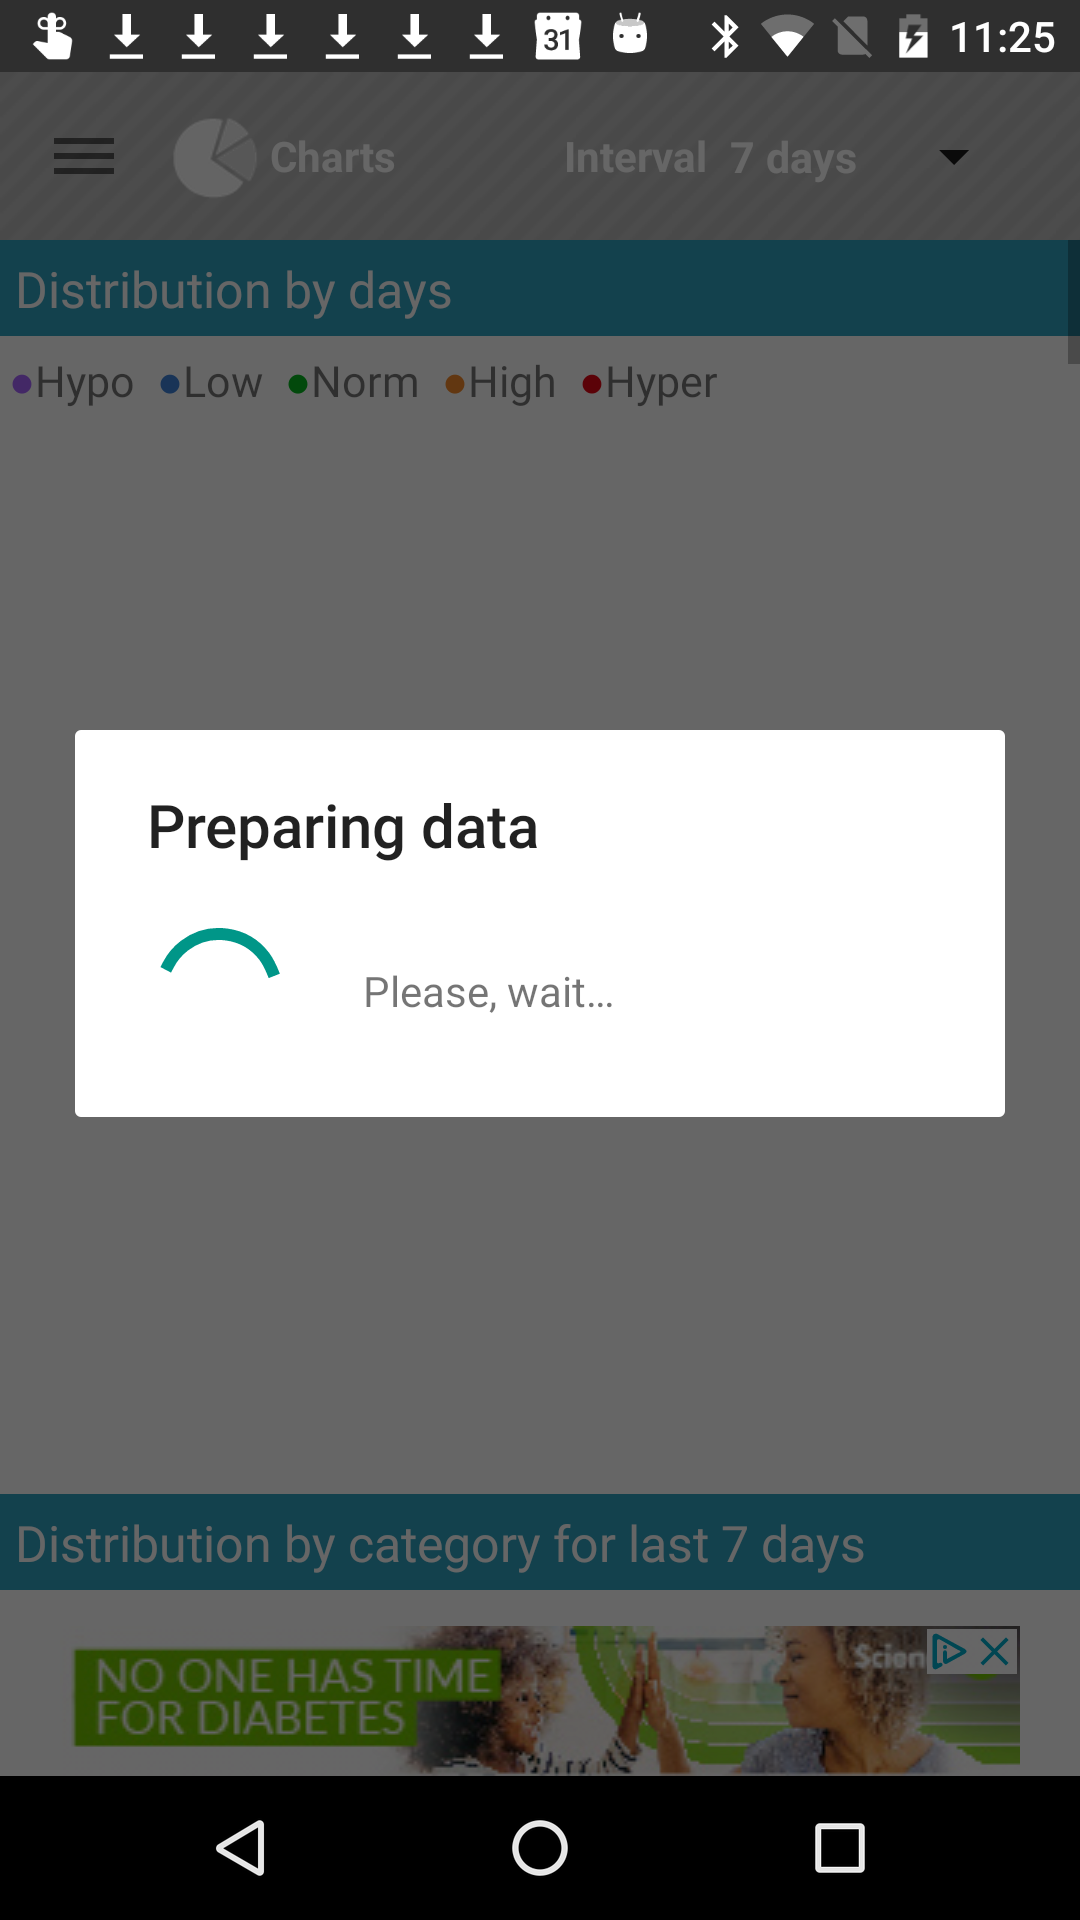 31 11:25
Charts Interval 7 days
Distribution by days
Hypo Low Norm High Hyper
Preparing data
Please, wait...
Distribution by category for last 7 days
NO ONE HAS TIME
FOR DIABETES
Scion